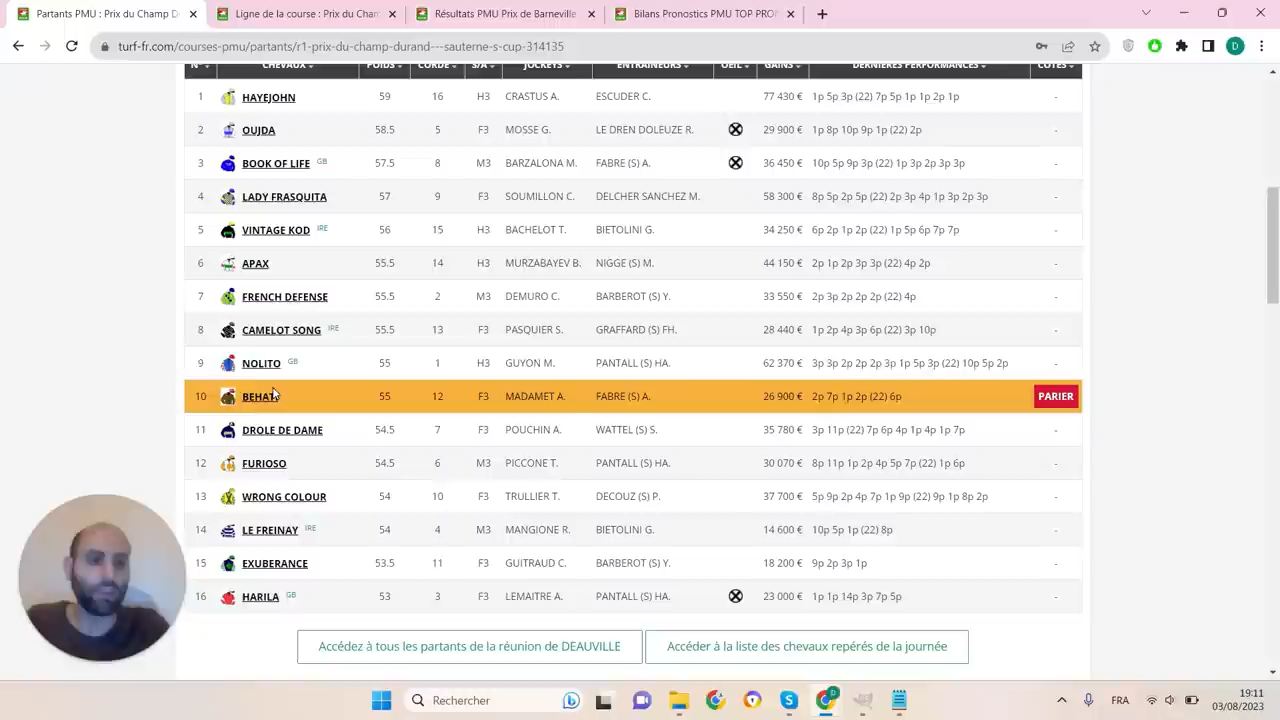 Partants PMU : Prix du Champ D
Ligne de course : Prix du Champ
Résultats PMU Prix de Barneville
Bilans Pronostics PMU TOP PRO
turf-fr.com/courses-pmu/partants/r1-prix-du-champ-durand---sauterne-s-cup-314135
N° CHEVAUX POIDS CORDE S/A JOCKEYS ENTRAINEURS OEIL GAINS DERNIÈRES PERFORMANCES COTES
1 HAYEJOHN 59 16 H3 CRASTUS A. ESCUDER C. 77 430 € 1p 5p 3p (22) 7p 5p 1p 1p 2p 1p -
2 OUJDA 58.5 5 F3 MOSSE G. LE DREN DOLEUZE R. 29 900 € 1p 8p 10p 9p 1p (22) 2p -
3 BOOK OF LIFE GB 57.5 8 M3 BARZALONA M. FABRE (S) A. 36 450 € 10p 5p 9p 3p (22) 1p 3p 2p 3p 3p -
4 LADY FRASQUITA 57 9 F3 SOUMILLON C. DELCHER SANCHEZ M. 58 300 € 8p 5p 2p 5p (22) 2p 3p 4p 1p 3p 2p 3p -
5 VINTAGE KOD IRE 56 15 H3 BACHELOT T. BIETOLINI G. 34 250 € 6p 2p 1p 2p (22) 1p 5p 6p 7p 7p -
6 APAX 55.5 14 H3 MURZABAYEV B. NIGGE (S) M. 44 150 € 2p 1p 2p 3p 3p (22) 4p 2p -
7 FRENCH DEFENSE 55.5 2 M3 DEMURO C. BARBEROT (S) Y. 33 550 € 2p 3p 2p 2p 2p (22) 4p -
8 CAMELOT SONG IRE 55.5 13 F3 PASQUIER S. GRAFFARD (S) FH. 28 440 € 1p 2p 4p 3p 6p (22) 3p 10p -
9 NOLITO GB 55 1 H3 GUYON M. PANTALL (S) HA. 62 370 € 3p 3p 2p 2p 2p 3p 1p 5p 3p (22) 10p 5p 2p -
10 BEHAT 55 12 F3 MADAMET A. FABRE (S) A. 26 900 € 2p 7p 1p 2p (22) 6p PARIER
11 DROLE DE DAME 54.5 7 F3 POUCHIN A. WATTEL (S) S. 35 780 € 3p 11p (22) 7p 6p 4p 1p 4p 1p 7p -
12 FURIOSO 54.5 6 M3 PICCONE T. PANTALL (S) HA. 30 070 € 8p 11p 1p 2p 4p 5p 7p (22) 1p 6p -
13 WRONG COLOUR 54 10 F3 TRULLIER T. DECOUZ (S) P. 37 700 € 5p 9p 2p 4p 7p 1p 9p (22) 9p 1p 8p 2p -
14 LE FREINAY IRE 54 4 M3 MANGIONE R. BIETOLINI G. 14 600 € 10p 5p 1p (22) 8p -
15 EXUBERANCE 53.5 11 F3 GUITRAUD C. BARBEROT (S) Y. 18 200 € 9p 2p 3p 1p -
16 HARILA GB 53 3 F3 LEMAITRE A. PANTALL (S) HA. 23 000 € 1p 1p 14p 3p 7p 5p -
Accédez à tous les partants de la réunion de DEAUVILLE
Accéder à la liste des chevaux repérés de la journée
Rechercher
FRA
19:11
03/08/2023